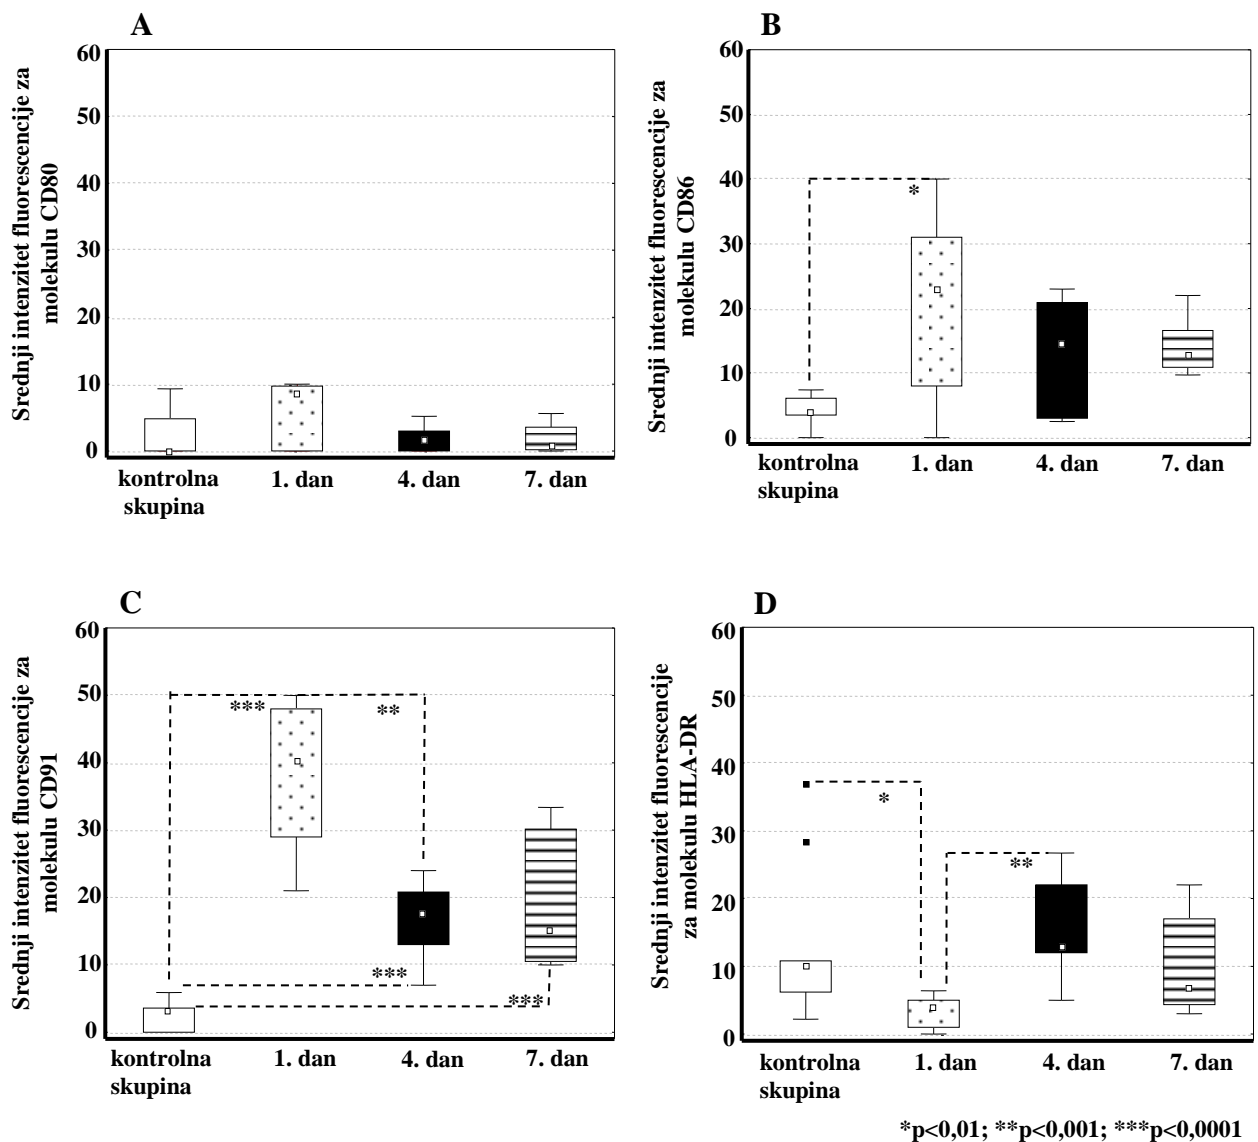 A
Srednji intenzitet fluorescencije za
molekulu CD80
60
50
40
30
20
10
0
kontrolna
skupina
1. dan
4. dan
7. dan
B
Srednji intenzitet fluorescencije za
molekulu CD86
60
50
40
30
20
10
0
*
kontrolna
skupina
1. dan
4. dan
7. dan
C
Srednji intenzitet fluorescencije za
molekulu CD91
60
50
40
30
20
10
0
***
**
***
***
kontrolna
skupina
1. dan
4. dan
7. dan
D
Srednji intenzitet fluorescencije
za molekulu HLA-DR
60
50
40
30
20
10
0
*
**
kontrolna
skupina
1. dan
4. dan
7. dan
*p<0,01; **p<0,001; ***p<0,0001